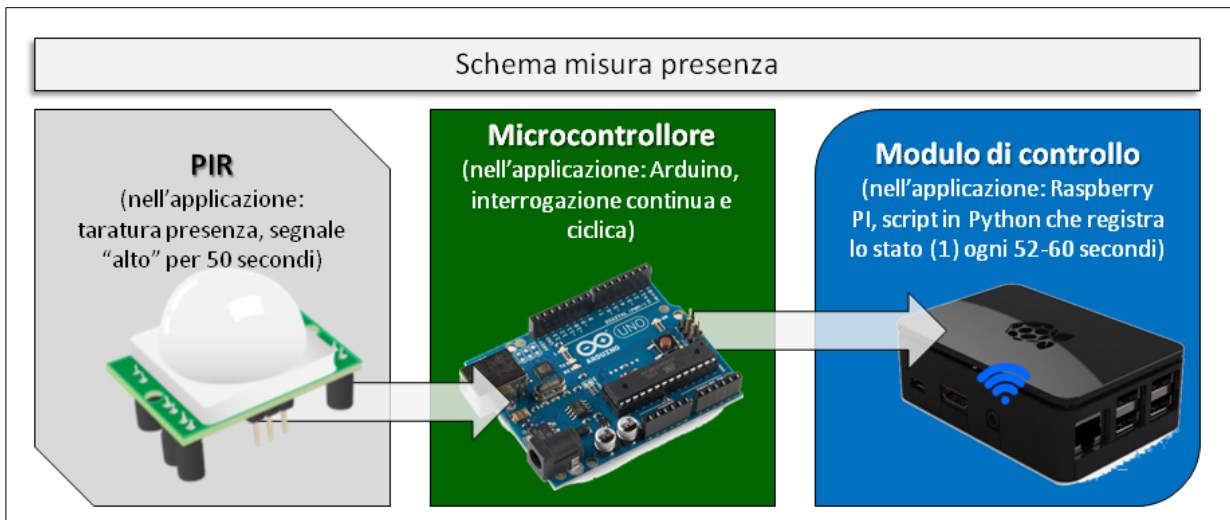 Schema misura presenza
PIR
(nell'applicazione:
taratura presenza, segnale
“alto” per 50 secondi)
Microcontrollore
(nell'applicazione: Arduino,
interrogazione continua e
ciclica)
Modulo di controllo
(nell'applicazione: Raspberry
PI, script in Python che registra
lo stato (1) ogni 52-60 secondi)
UNO
ARDUINO